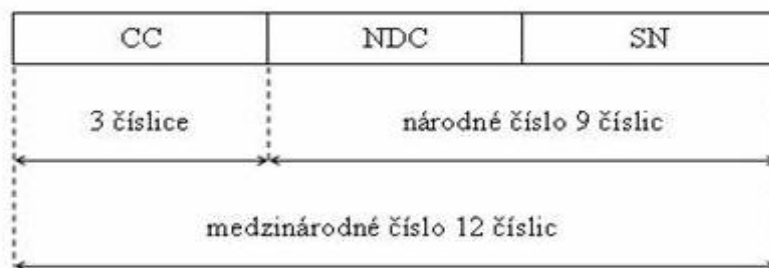 CC NDC SN
3 číslice národné číslo 9 číslic
medzinárodné číslo 12 číslic